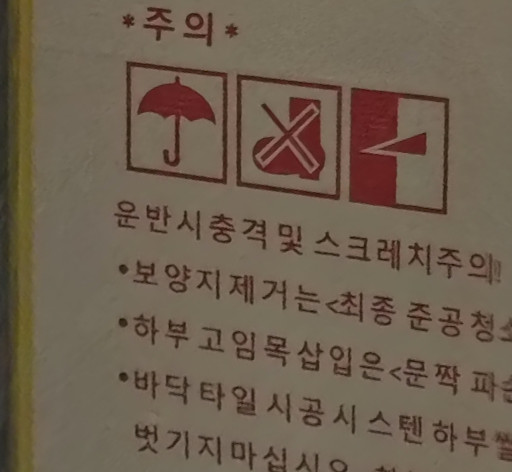 *주의*
운반시충격및 스크레치주의!
•보양지제거는<최종 준공청소
•하부고임목삽입은<문짝 파손
•바닥타일시공시스텐하부
벗기지마십시오.